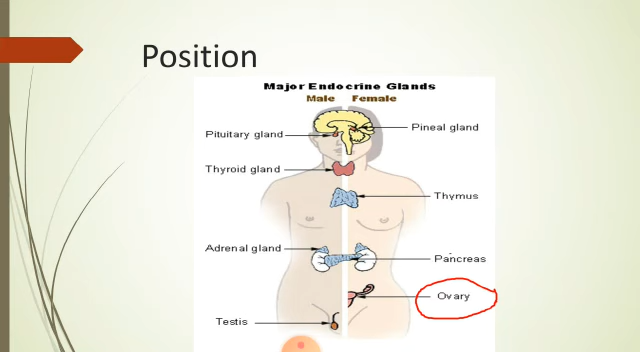 Position
Major Endocrine Glands
Male Female
Pituitary gland
Pineal gland
Thyroid gland
Thymus
Adrenal gland
Pancreas
Ovary
Testis